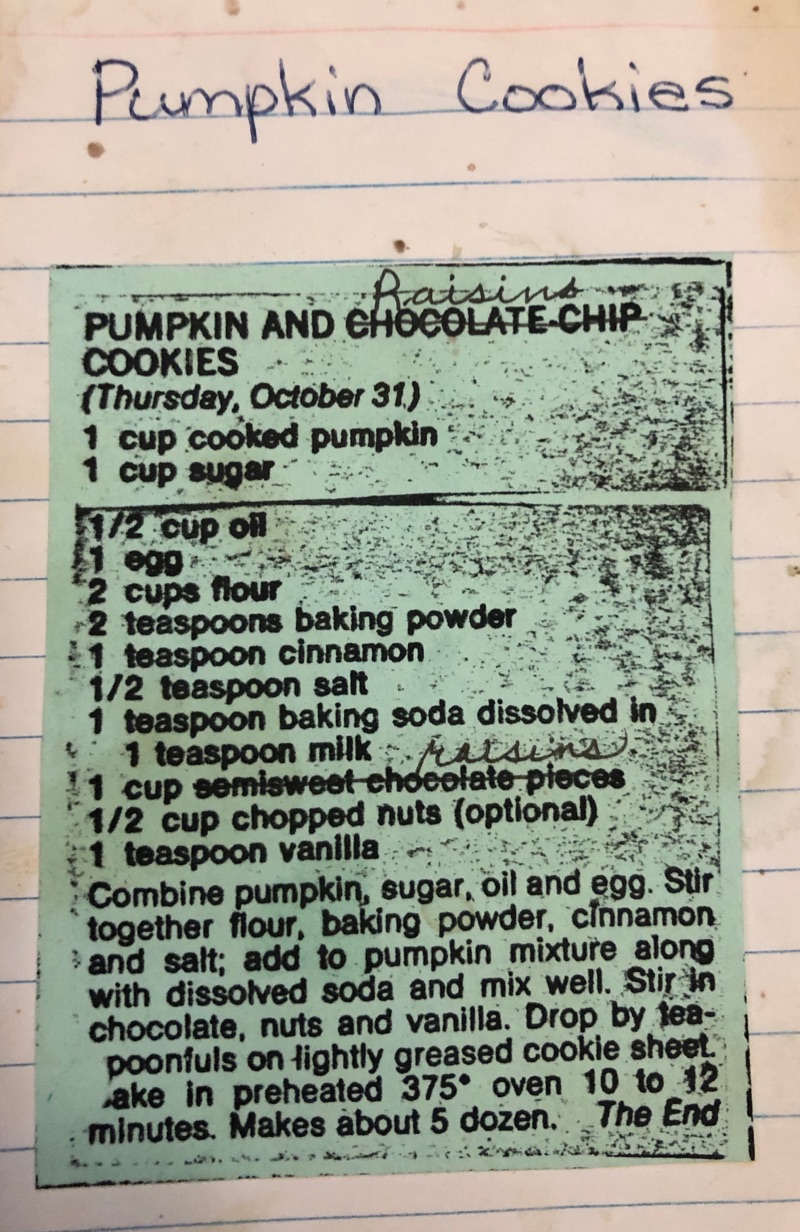 Pumpkin Cookies
Raisins
PUMPKIN AND CHOCOLATE-CHIP
COOKIES
(Thursday, October 31)
1 cup cooked pumpkin
1 cup sugar
1/2 cup oil
1 egg
2 cups flour
2 teaspoons baking powder
1 teaspoon cinnamon
1/2 teaspoon salt
1 teaspoon baking soda dissolved in
1 teaspoon milk
raisins
1 cup semisweet chocolate pieces
1/2 cup chopped nuts (optional)
1 teaspoon vanilla
Combine pumpkin, sugar, oil and egg. Stir
together flour, baking powder, cinnamon
and salt; add to pumpkin mixture along
with dissolved soda and mix well. Stir in
chocolate, nuts and vanilla. Drop by tea-
poonfuls on lightly greased cookie sheet.
ake in preheated 375° oven 10 to 12
minutes. Makes about 5 dozen. The End